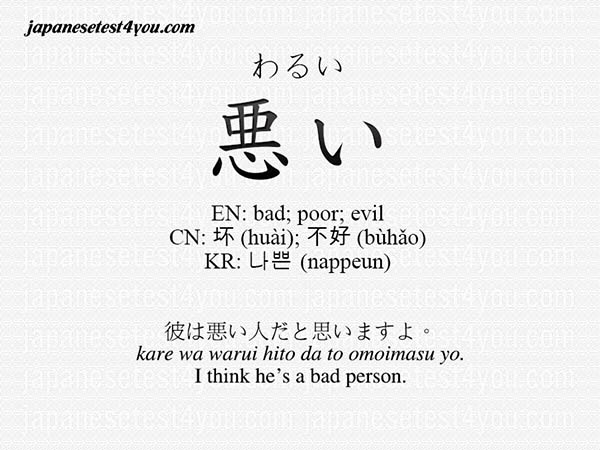 japanesetest4you.com
わるい
悪い
EN: bad; poor; evil
CN: 坏 (huài); 不好 (bùhǎo)
KR: 나쁜 (nappeun)
彼は悪い人だと思いますよ。
kare wa warui hito da to omoimasu yo.
I think he's a bad person.